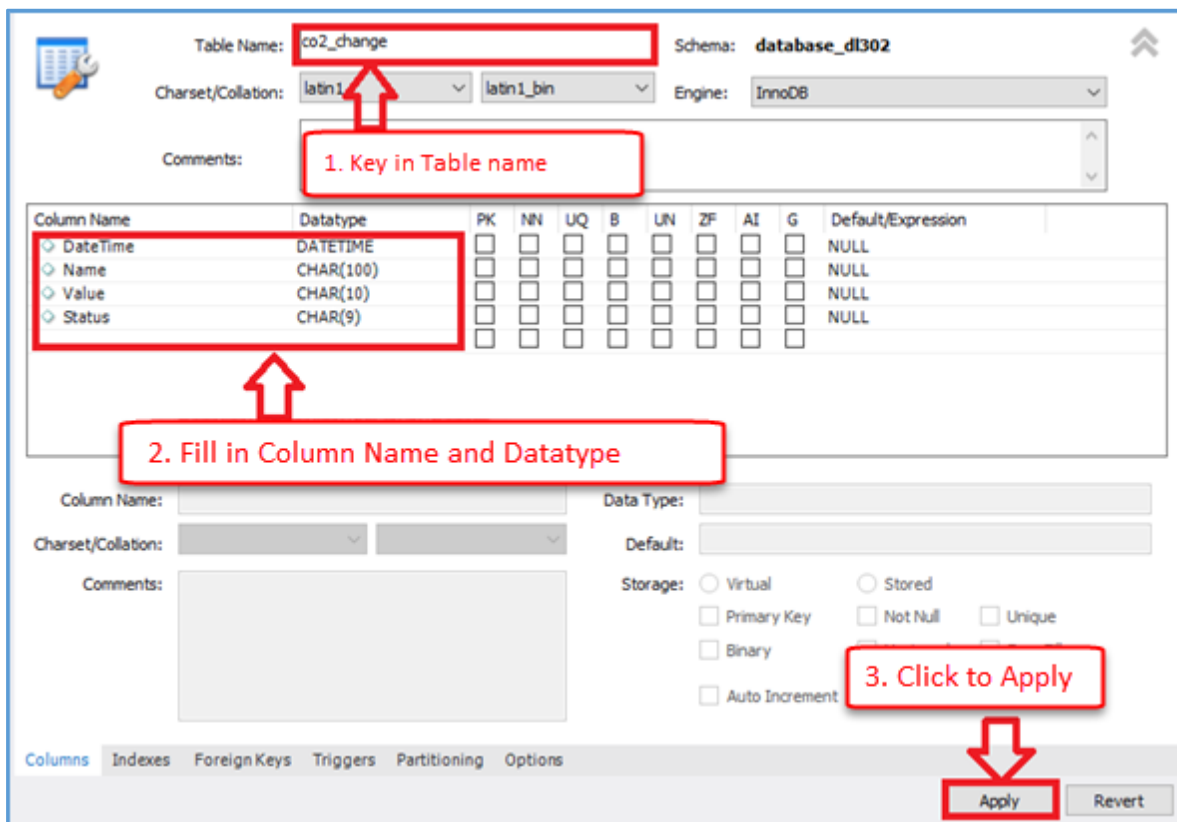 Table Name: co2_change Schema: database_dl302
Charset/Collation: latin1 latin1_bin Engine: InnoDB
Comments:
1. Key in Table name
Column Name Datatype PK NN UQ B UN ZF AI G Default/Expression
DateTime DATETIME NULL
Name CHAR(100) NULL
Value CHAR(10) NULL
Status CHAR(9) NULL
2. Fill in Column Name and Datatype
Column Name: Data Type:
Charset/Collation: Default:
Comments: Storage: Virtual Stored
Primary Key Not Null Unique
Binary
3. Click to Apply
Auto Increment
Columns Indexes Foreign Keys Triggers Partitioning Options
Apply Revert